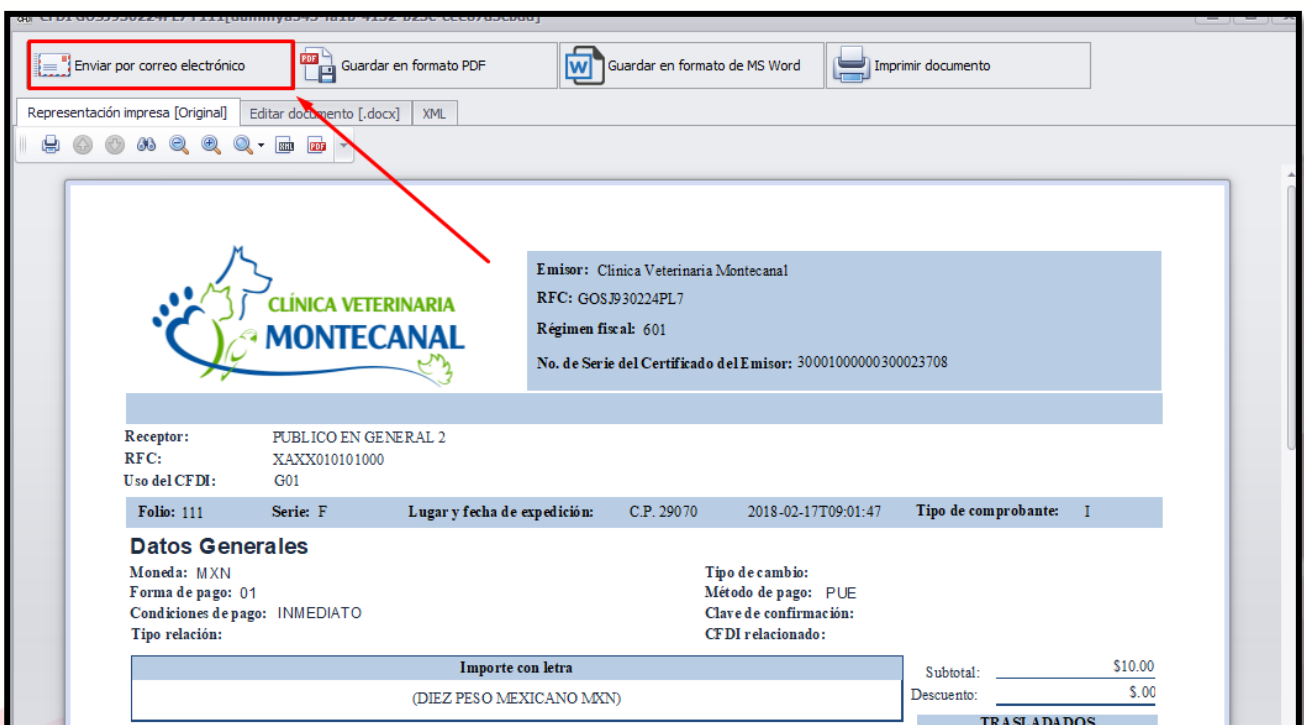 Enviar por correo electrónico Guardar en formato PDF Guardar en formato de MS Word Imprimir documento
Representación impresa [Original] Editar documento [.docx] XML
CLÍNICA VETERINARIA
MONTECANAL
Emisor: Clinica Veterinaria Montecanal
RFC: GOSJ930224PL7
Régimen fiscal: 601
No. de Serie del Certificado del Emisor: 30001000000300023708
Receptor: PUBLICO EN GENERAL 2
RFC: XAXX010101000
Uso del CFDI: G01
Folio: 111 Serie: F Lugar y fecha de expedición: C.P. 29070 2018-02-17T09:01:47 Tipo de comprobante: I
Datos Generales
Moneda: MXN Tipo de cambio:
Forma de pago: 01 Método de pago: PUE
Condiciones de pago: INMEDIATO Clave de confirmación:
Tipo relación: CFDI relacionado:
Importe con letra
(DIEZ PESO MEXICANO MXN)
Subtotal: $10.00
Descuento: $.00
TRASLADADOS